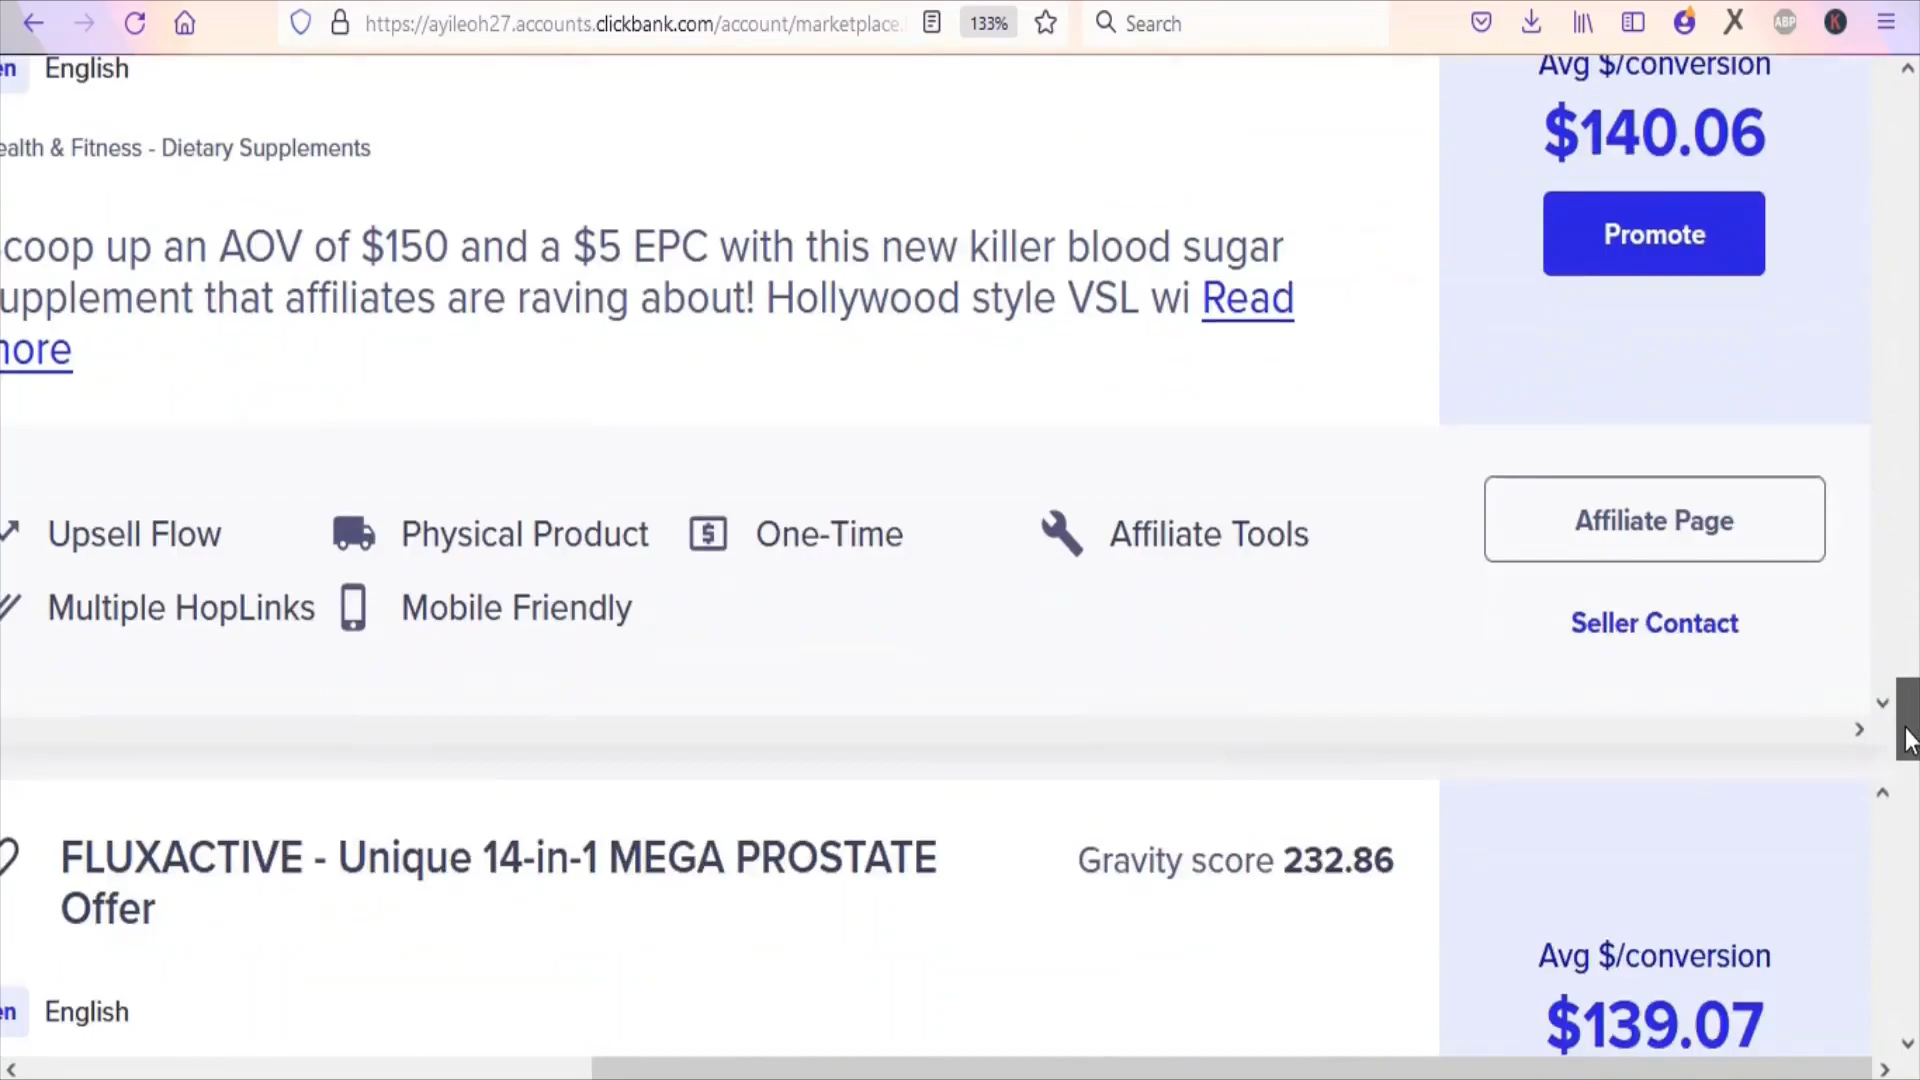 https://ayileoh27.accounts.clickbank.com/account/marketplace.
133%
Search
ABP
K
en English
Avg $/conversion
$140.06
ealth & Fitness - Dietary Supplements
Promote
coop up an AOV of $150 and a $5 EPC with this new killer blood sugar
upplement that affiliates are raving about! Hollywood style VSL wi Read
ore
Upsell Flow
Physical Product
$ One-Time
Affiliate Tools
Affiliate Page
Multiple HopLinks
Mobile Friendly
Seller Contact
FLUXACTIVE - Unique 14-in-1 MEGA PROSTATE
Offer
Gravity score 232.86
Avg $/conversion
$139.07
en English